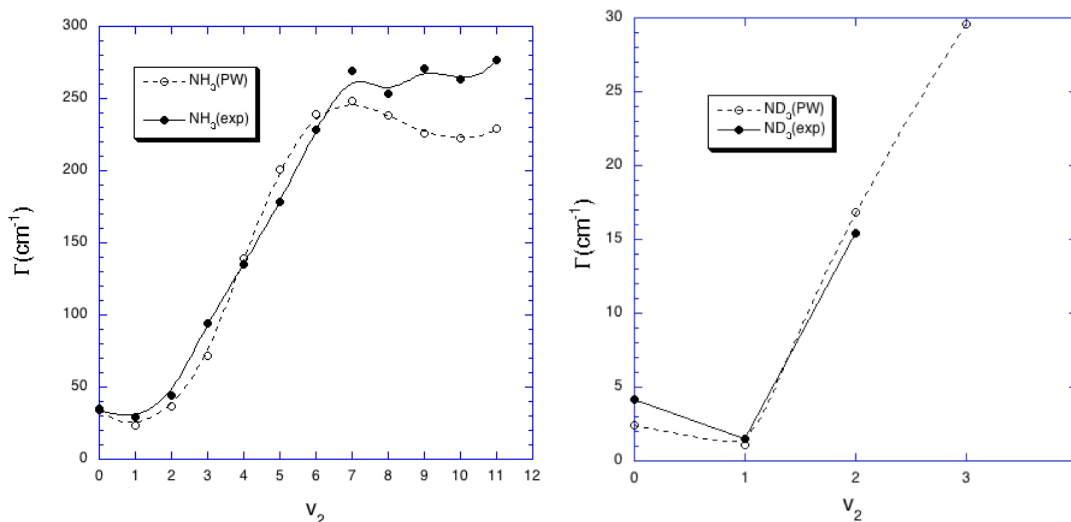 300
250
200
150
100
50
0
Γ(cm⁻¹)
NH₃(PW)
NH₃(exp)
0 1 2 3 4 5 6 7 8 9 10 11 12
v₂
30
25
20
15
10
5
0
Γ(cm⁻¹)
ND₃(PW)
ND₃(exp)
0 1 2 3
v₂